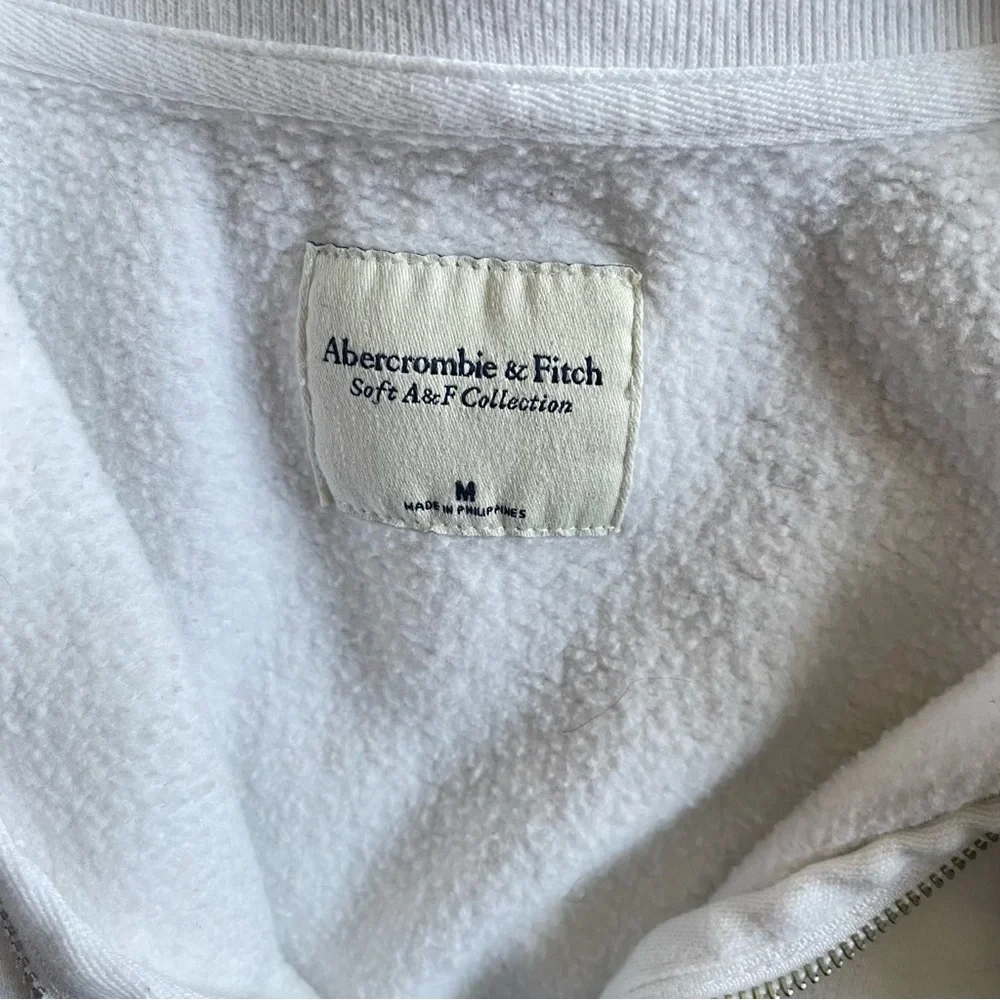 Abercrombie & Fitch
Soft A&F Collection
M
MADE IN PHILIPPINES